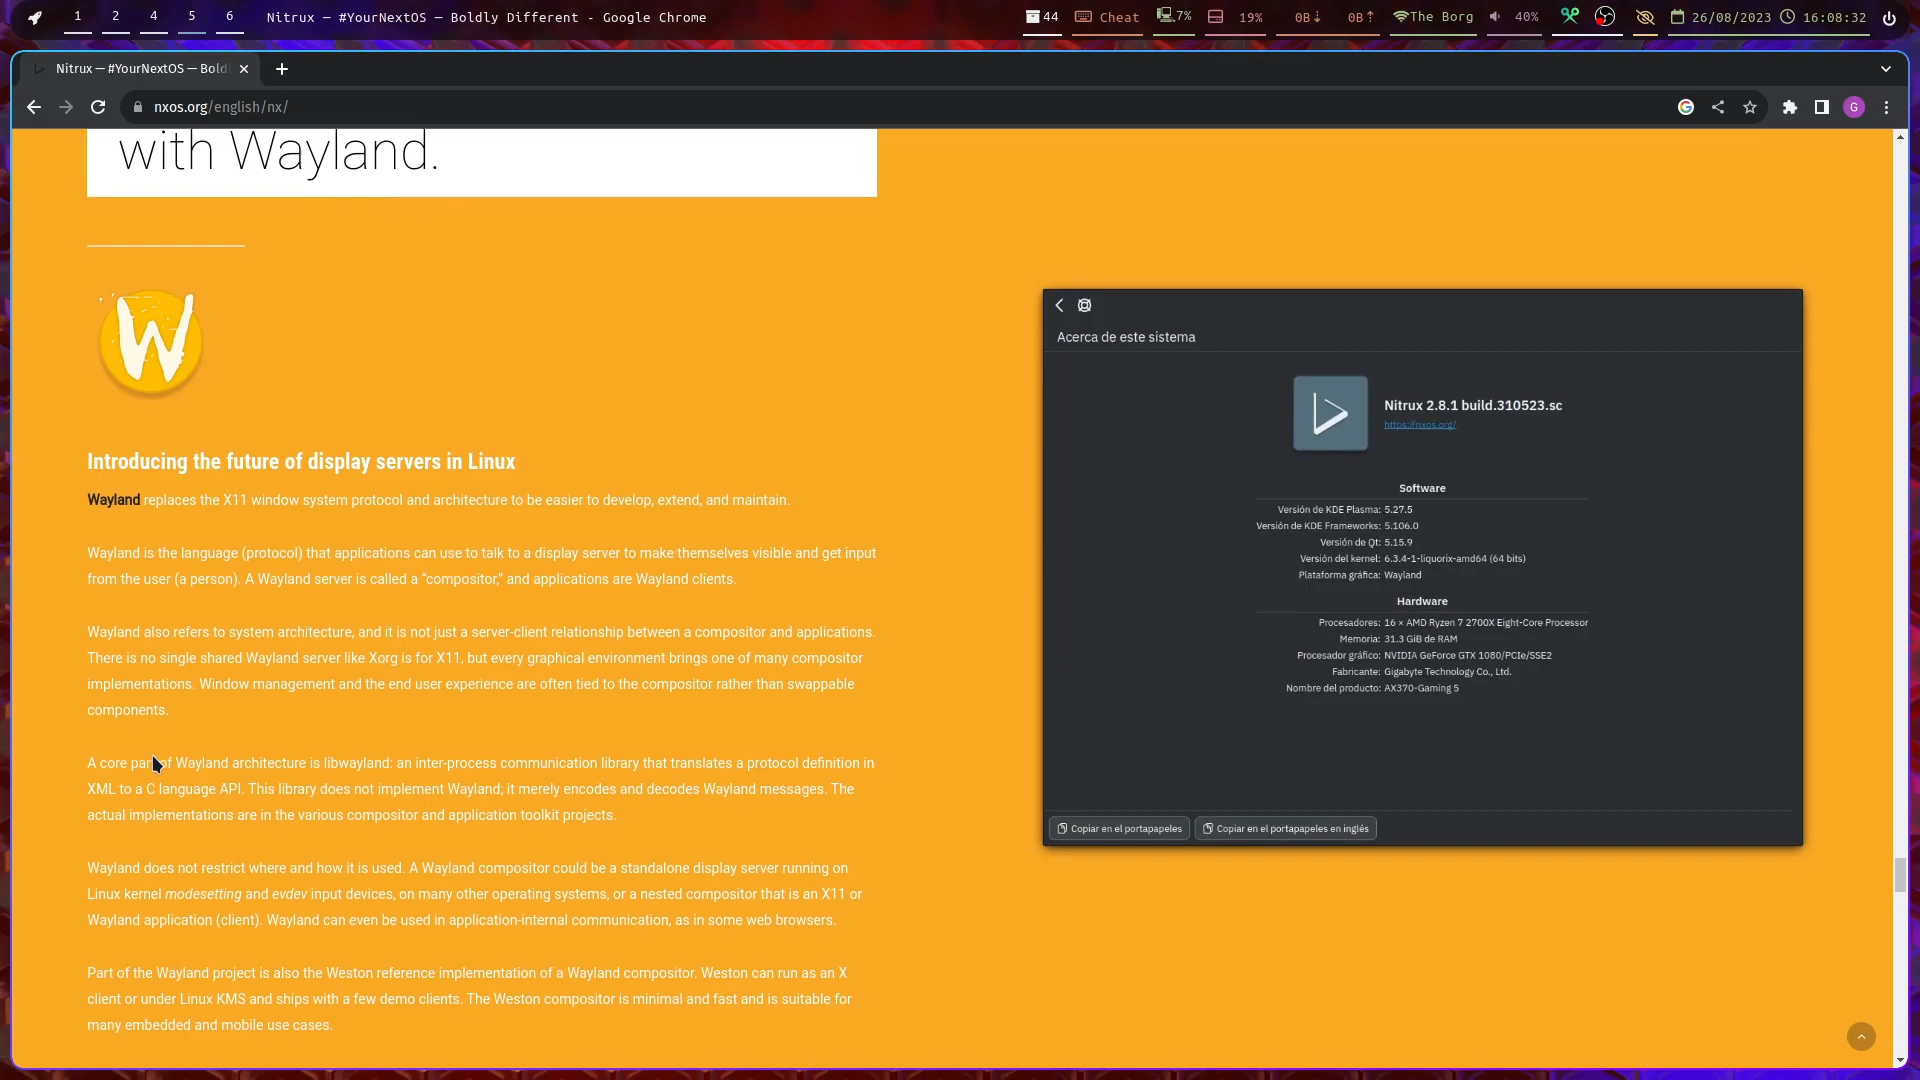 1 2 4 5 6 Nitrux — #YourNextOS — Boldly Different - Google Chrome 44 Cheat 7% 19% 0B↓ 0B↑ The Borg 40% 26/08/2023 16:08:32
Nitrux — #YourNextOS — Bold
nxos.org/english/nx/
G
with Wayland.
W
Introducing the future of display servers in Linux
Wayland replaces the X11 window system protocol and architecture to be easier to develop, extend, and maintain.
Wayland is the language (protocol) that applications can use to talk to a display server to make themselves visible and get input
from the user (a person). A Wayland server is called a "compositor," and applications are Wayland clients.
Wayland also refers to system architecture, and it is not just a server-client relationship between a compositor and applications.
There is no single shared Wayland server like Xorg is for X11, but every graphical environment brings one of many compositor
implementations. Window management and the end user experience are often tied to the compositor rather than swappable
components.
A core part of Wayland architecture is libwayland: an inter-process communication library that translates a protocol definition in
XML to a C language API. This library does not implement Wayland; it merely encodes and decodes Wayland messages. The
actual implementations are in the various compositor and application toolkit projects.
Wayland does not restrict where and how it is used. A Wayland compositor could be a standalone display server running on
Linux kernel modesetting and evdev input devices, on many other operating systems, or a nested compositor that is an X11 or
Wayland application (client). Wayland can even be used in application-internal communication, as in some web browsers.
Part of the Wayland project is also the Weston reference implementation of a Wayland compositor. Weston can run as an X
client or under Linux KMS and ships with a few demo clients. The Weston compositor is minimal and fast and is suitable for
many embedded and mobile use cases.
Acerca de este sistema
Nitrux 2.8.1 build.310523.sc
https://nxos.org/
Software
Versión de KDE Plasma: 5.27.5
Versión de KDE Frameworks: 5.106.0
Versión de Qt: 5.15.9
Versión del kernel: 6.3.4-1-liquorix-amd64 (64 bits)
Plataforma gráfica: Wayland
Hardware
Procesadores: 16 × AMD Ryzen 7 2700X Eight-Core Processor
Memoria: 31.3 GiB de RAM
Procesador gráfico: NVIDIA GeForce GTX 1080/PCIe/SSE2
Fabricante: Gigabyte Technology Co., Ltd.
Nombre del producto: AX370-Gaming 5
Copiar en el portapapeles Copiar en el portapapeles en inglés